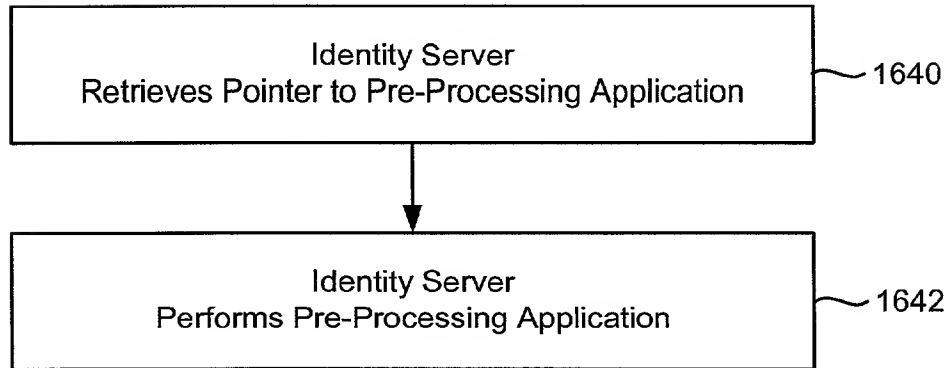 Identity Server
Retrieves Pointer to Pre-Processing Application
1640
Identity Server
Performs Pre-Processing Application
1642